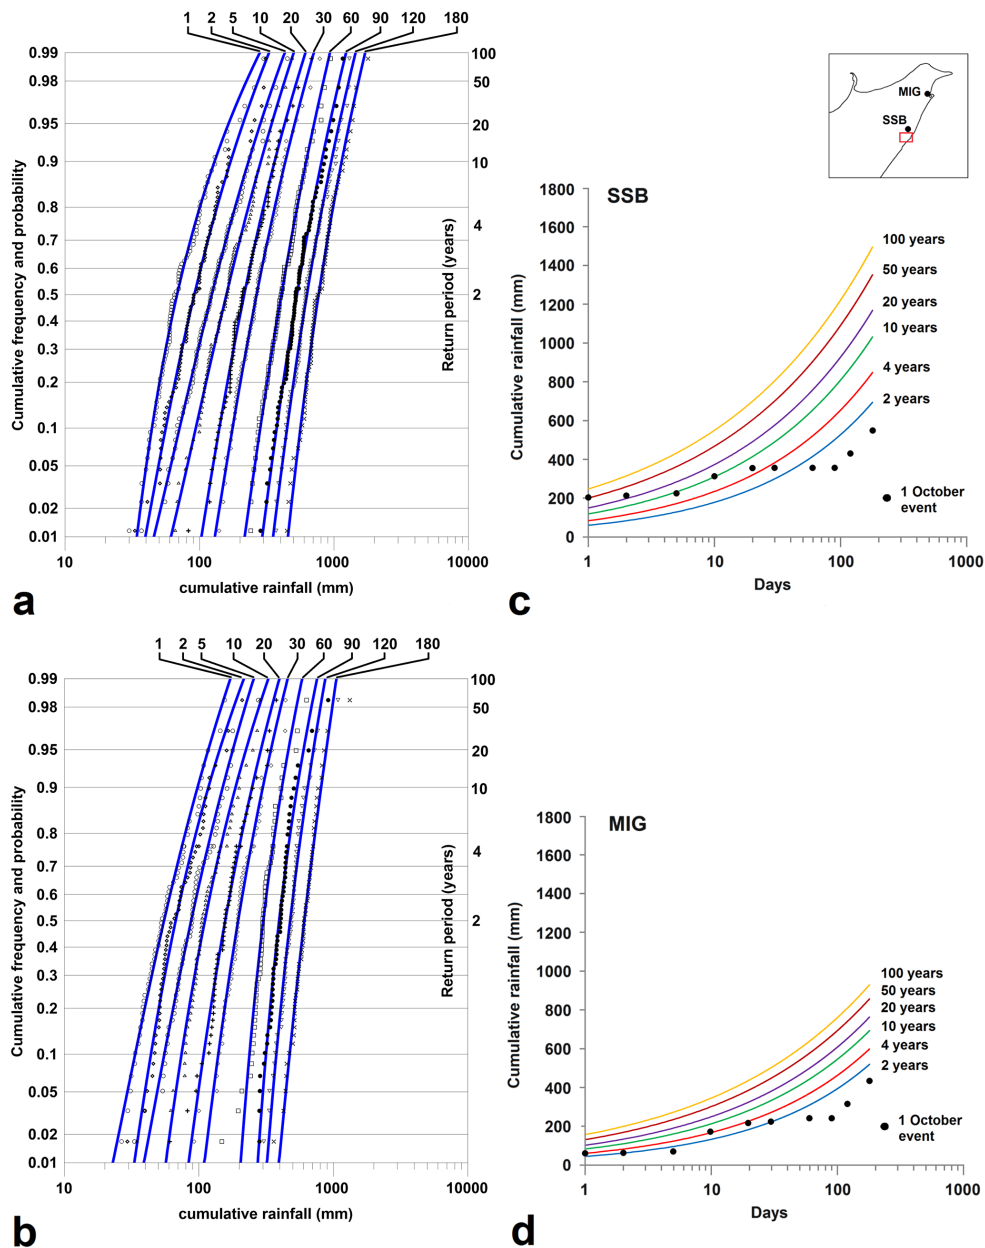 1 2 5 10 20 30 60 90 120 180
0.99 100
0.98 50
0.95 20
0.9 10
0.8
0.7 4
0.6
0.5 2
0.4
0.3
0.2
0.1
0.05
0.02
0.01
Cumulative frequency and probability
Return period (years)
10 100 1000 10000
cumulative rainfall (mm)
a
MIG
SSB
SSB
1800
1600
1400
1200
1000
800
600
400
200
0
Cumulative rainfall (mm)
100 years
50 years
20 years
10 years
4 years
2 years
1 October
event
1 10 100 1000
Days
c
1 2 5 10 20 30 60 90 120 180
0.99 100
0.98 50
0.95 20
0.9 10
0.8
0.7 4
0.6
0.5 2
0.4
0.3
0.2
0.1
0.05
0.02
0.01
Cumulative frequency and probability
Return period (years)
10 100 1000 10000
cumulative rainfall (mm)
b
MIG
1800
1600
1400
1200
1000
800
600
400
200
0
Cumulative rainfall (mm)
100 years
50 years
20 years
10 years
4 years
2 years
1 October
event
1 10 100 1000
Days
d